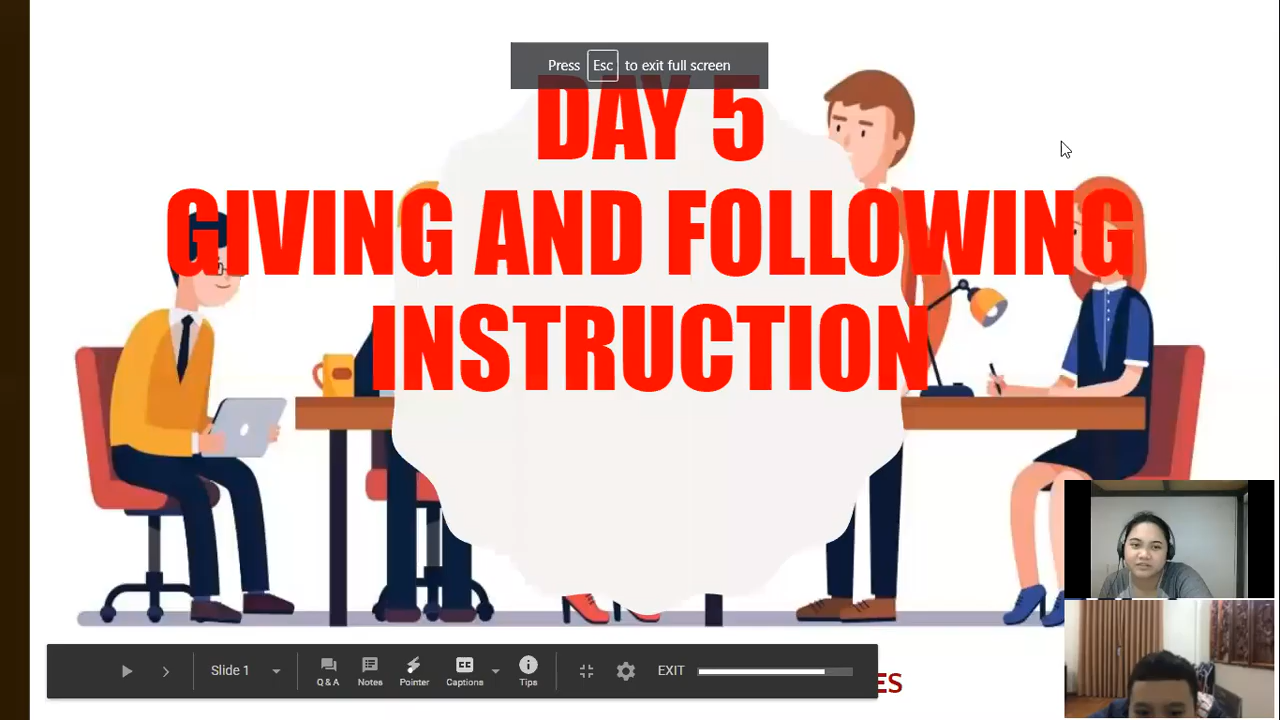 Press Esc to exit full screen
DAY 5
GIVING AND FOLLOWING
INSTRUCTION
Slide 1
Q & A
Notes
Pointer
CC
Captions
Tips
EXIT